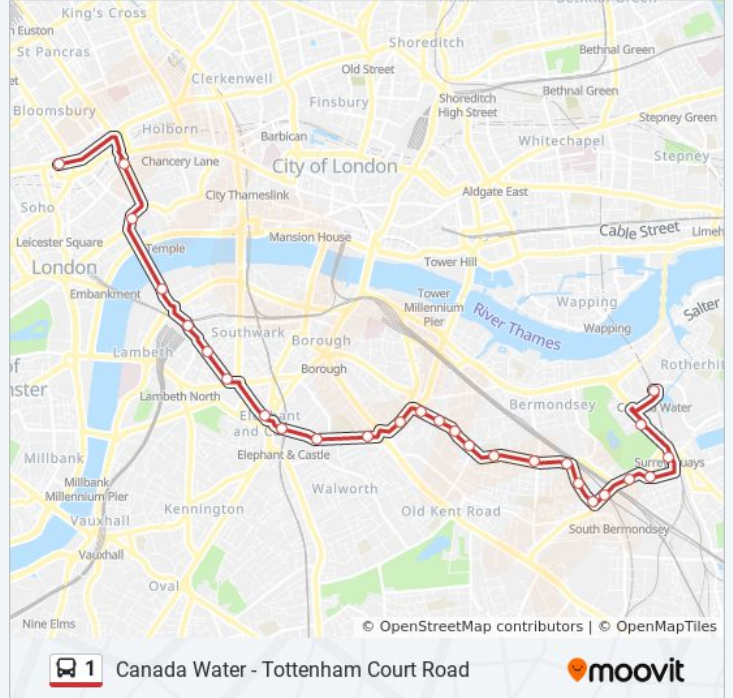 King's Cross
Bethnal Green
n Euston
St Pancras
Shoreditch
Bethnal Green
Old Street
Clerkenwell
Finsbury
Shoreditch
High Street
Bethnal Green
Bloomsbury
Stepney Green
Holborn
Barbican
Whitechapel
Chancery Lane
City of London
Stepney
City Thameslink
Aldgate East
Soho
Leicester Square
Temple
Mansion House
Cable Street
Limeh
London
Tower Hill
Embankment
Tower
Millennium
Pier
Wapping
River Thames
Salter
Southwark
Borough
Wapping
Lambeth
of
nster
Borough
Rotherhit
Lambeth North
Bermondsey
C Water
Elephant
and C
Elephant & Castle
Millbank
Surrey Quays
Millbank
Millennium Pier
Walworth
Kennington
Old Kent Road
Vauxhall
South Bermondsey
Vauxhall
Oval
Nine Elms
© OpenStreetMap contributors | © OpenMapTiles
1 Canada Water - Tottenham Court Road
moovit